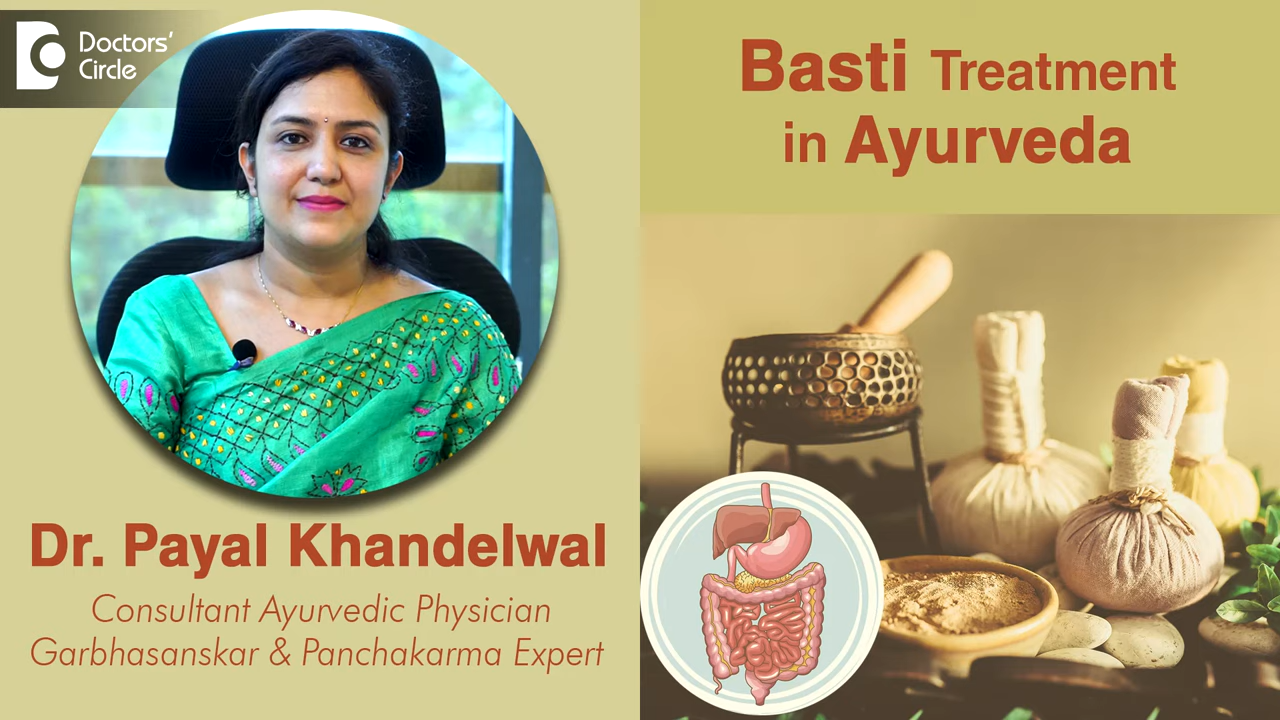 Doctors'
Circle
Dr. Payal Khandelwal
Consultant Ayurvedic Physician
Garbhasanskar & Panchakarma Expert
Basti Treatment
in Ayurveda